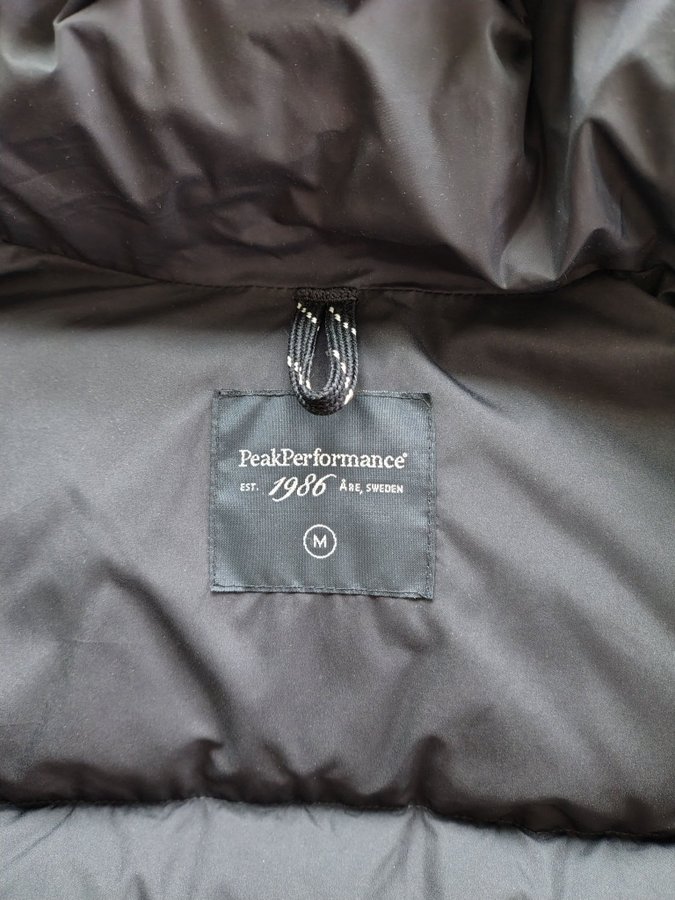 PeakPerformance®
EST. 1986 ÅRE, SWEDEN
M